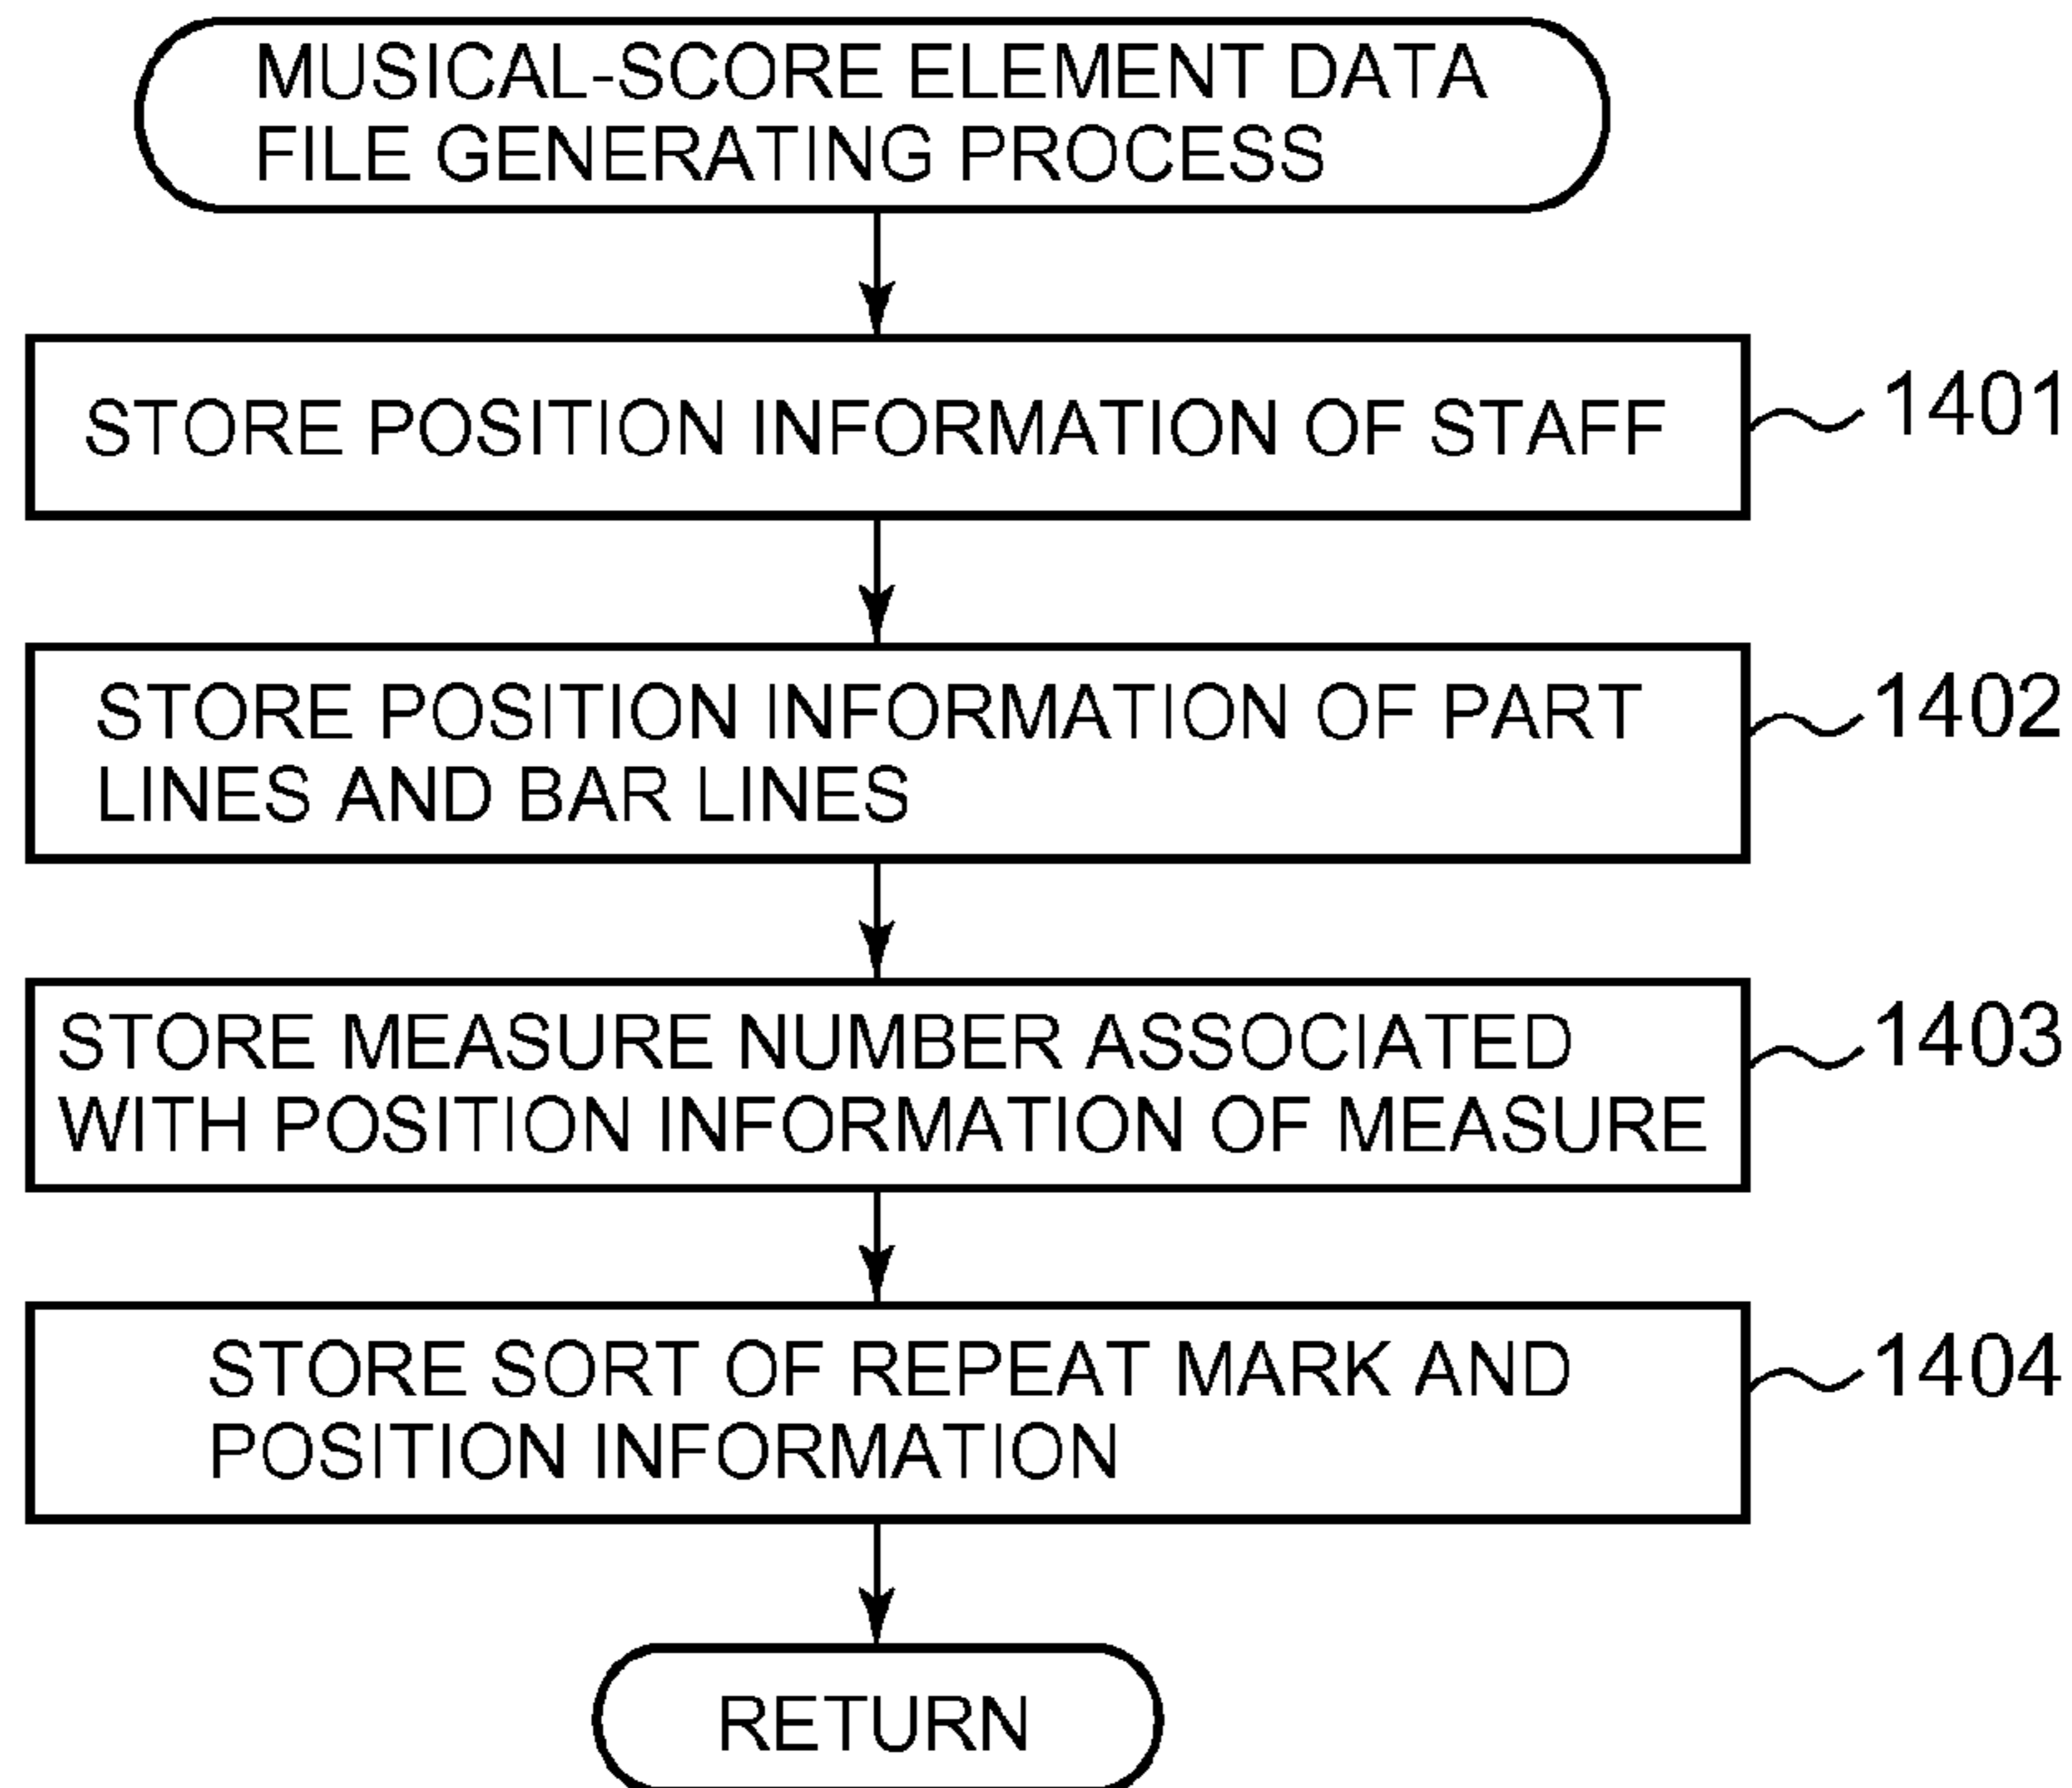 MUSICAL-SCORE ELEMENT DATA
FILE GENERATING PROCESS
STORE POSITION INFORMATION OF STAFF
1401
STORE POSITION INFORMATION OF PART
LINES AND BAR LINES
1402
STORE MEASURE NUMBER ASSOCIATED
WITH POSITION INFORMATION OF MEASURE
1403
STORE SORT OF REPEAT MARK AND
POSITION INFORMATION
1404
RETURN